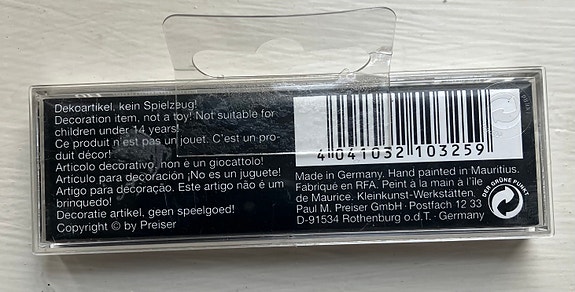 Dekoartikel, kein Spielzeug!
Decoration item, not a toy! Not suitable for
children under 14 years!
Ce produit n'est pas un jouet. C'est un pro-
duit décor!
Articolo decorativo, non è un giocattolo!
Artículo para decoración ¡No es un juguete!
Artigo para decoração. Este artigo não é um
brinquedo!
Decoratie artikel, geen speelgoed!
Copyright © by Preiser
4 041032 103259
Made in Germany. Hand painted in Mauritius.
Fabriqué en RFA. Peint à la main à l'île
de Maurice. Kleinkunst-Werkstätten.
Paul M. Preiser GmbH · Postfach 12 33
D-91534 Rothenburg o.d.T. · Germany
DER GRÜNE PUNKT